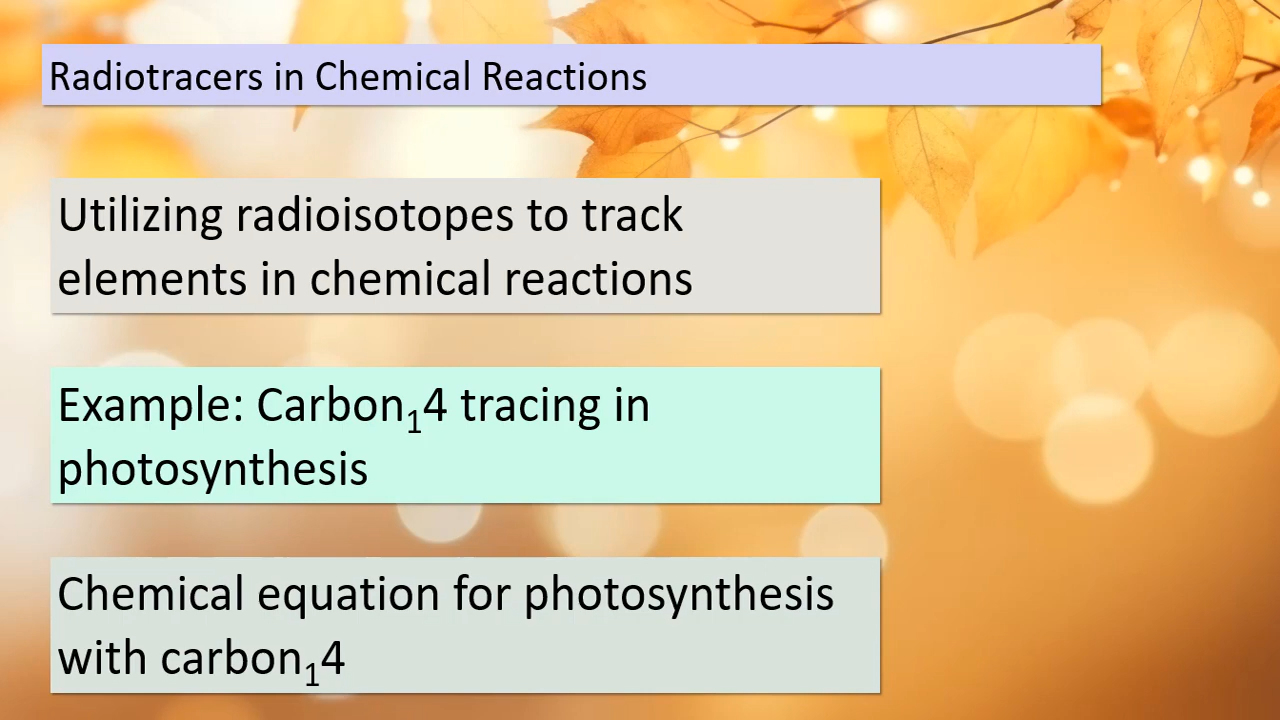 Radiotracers in Chemical Reactions
Utilizing radioisotopes to track
elements in chemical reactions
Example: Carbon₁4 tracing in
photosynthesis
Chemical equation for photosynthesis
with carbon₁4